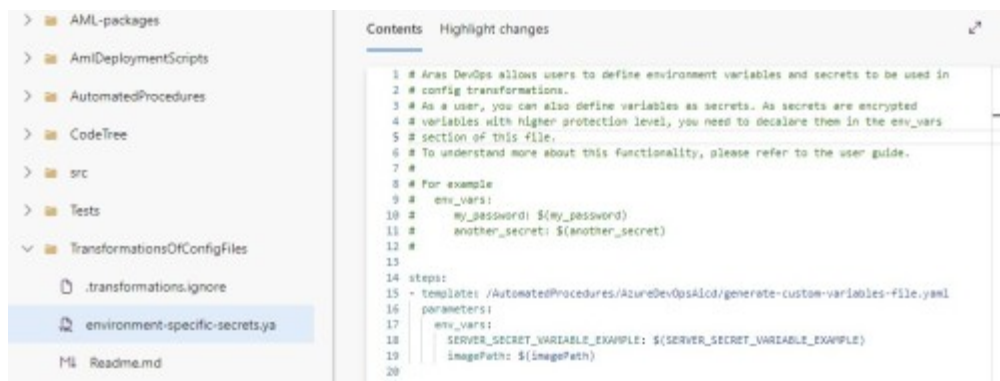 AML-packages
AmlDeploymentScripts
AutomatedProcedures
CodeTree
src
Tests
TransformationsOfConfigFiles
.transformations.ignore
environment-specific-secrets.ya
Readme.md
Contents Highlight changes
1 # Aras DevOps allows users to define environment variables and secrets to be used in
2 # config transformations.
3 # As a user, you can also define variables as secrets. As secrets are encrypted
4 # variables with higher protection level, you need to decalare them in the env_vars
5 # section of this file.
6 # To understand more about this functionality, please refer to the user guide.
7 #
8 # For example
9 # env_vars:
10 # my_password: $(my_password)
11 # another_secret: $(another_secret)
12 #
13
14 steps:
15 - template: /AutomatedProcedures/AzureDevOpsAicd/generate-custom-variables-file.yaml
16 parameters:
17 env_vars:
18 SERVER_SECRET_VARIABLE_EXAMPLE: $(SERVER_SECRET_VARIABLE_EXAMPLE)
19 imagePath: $(imagePath)
20